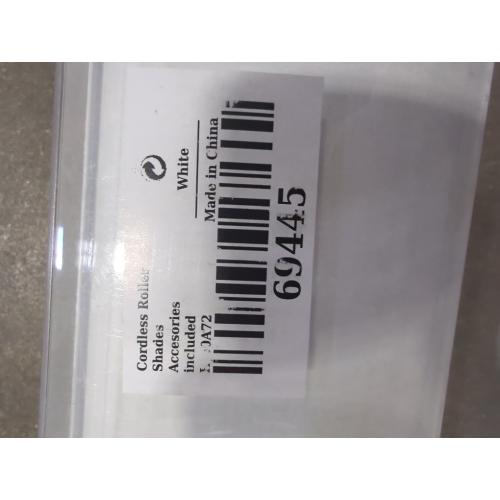 Cordless Roller
Shades
Accesories
included
White
Made in China
69445